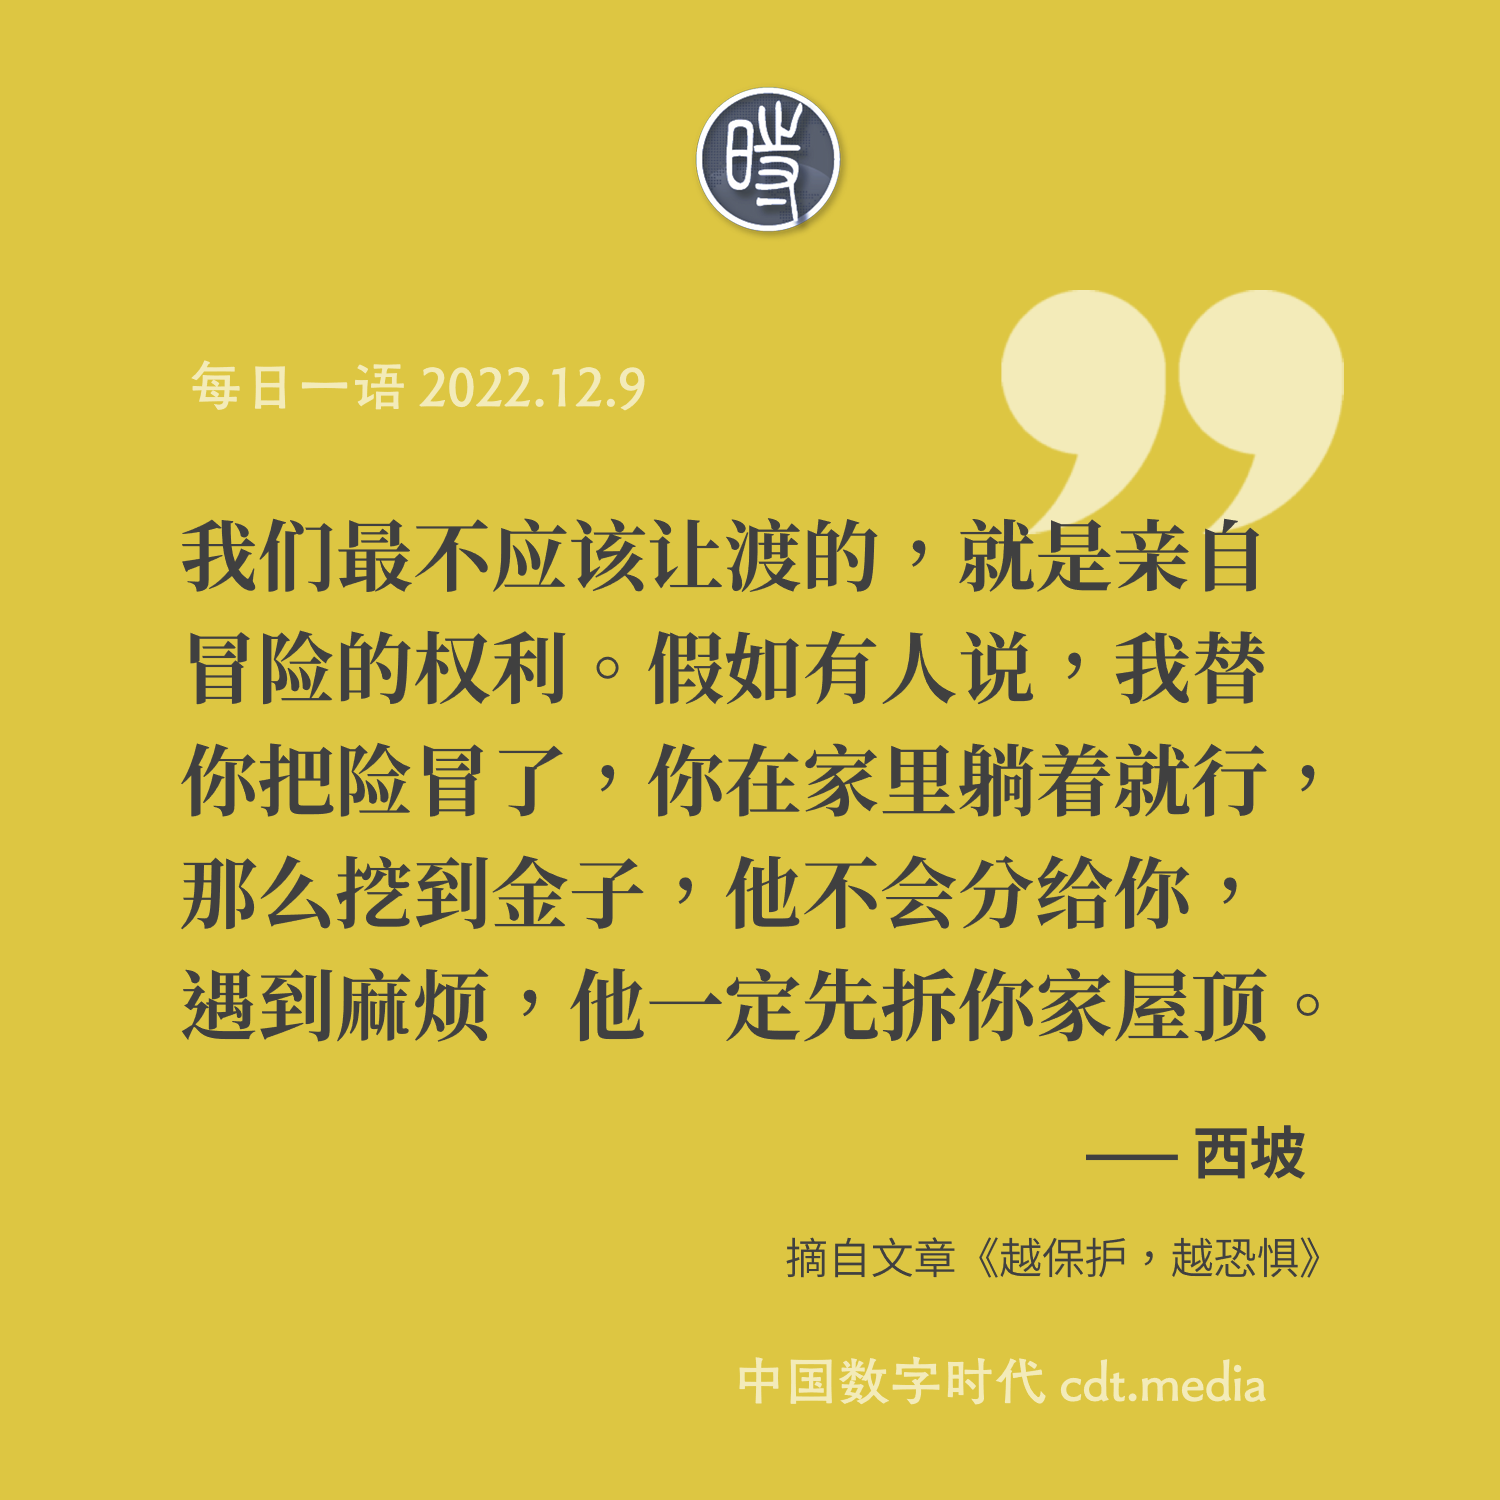 時
每日一语 2022.12.9
我们最不应该让渡的，就是亲自
冒险的权利。假如有人说，我替
你把险冒了，你在家里躺着就行，
那么挖到金子，他不会分给你，
遇到麻烦，他一定先拆你家屋顶。
—— 西坡
摘自文章《越保护，越恐惧》
中国数字时代 cdt.media